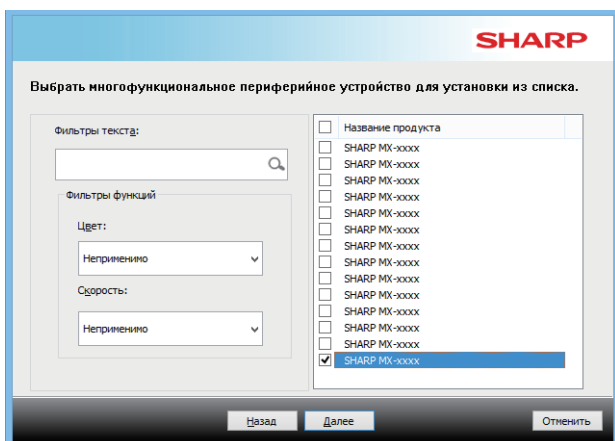 SHARP
Выбрать многофункциональное периферийное устройство для установки из списка.
Фильтры текста:
Фильтры функций
Цвет:
Неприменимо
Скорость:
Неприменимо
Название продукта
SHARP MX-xxxx
SHARP MX-xxxx
SHARP MX-xxxx
SHARP MX-xxxx
SHARP MX-xxxx
SHARP MX-xxxx
SHARP MX-xxxx
SHARP MX-xxxx
SHARP MX-xxxx
SHARP MX-xxxx
SHARP MX-xxxx
SHARP MX-xxxx
SHARP MX-xxxx
SHARP MX-xxxx
Назад
Далее
Отменить